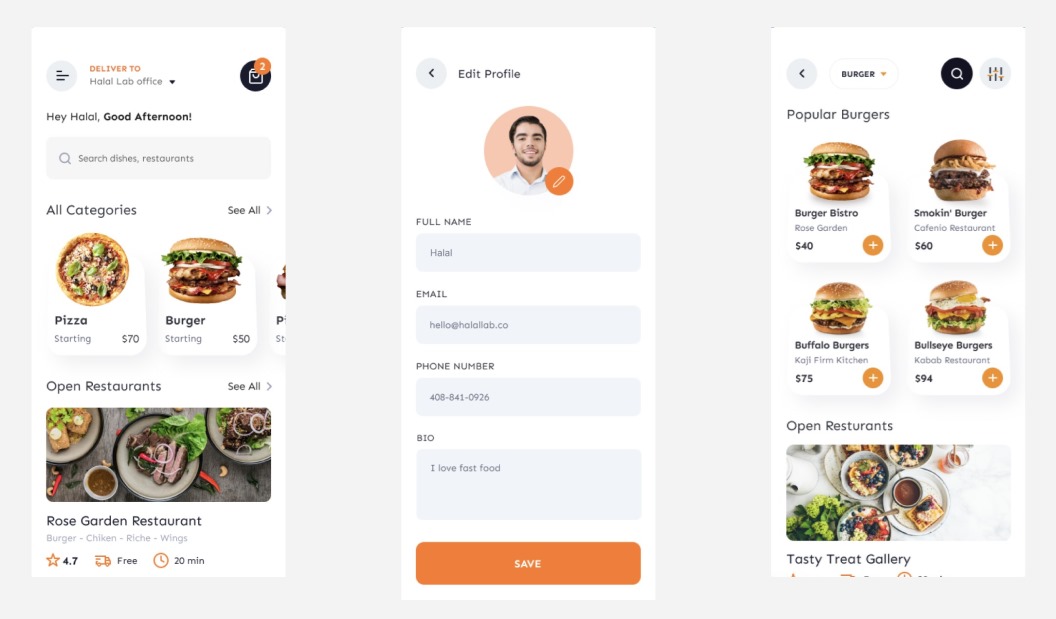 DELIVER TO
Halal Lab office
2
Hey Halal, Good Afternoon!
Search dishes, restaurants
All Categories
See All
Pizza
Burger
Starting
$70
Starting
$50
Open Restaurants
See All
Rose Garden Restaurant
Burger - Chiken - Riche - Wings
4.7
Free
20 min
Edit Profile
FULL NAME
Halal
EMAIL
hello@halallab.co
PHONE NUMBER
408-841-0926
BIO
I love fast food
SAVE
BURGER
Popular Burgers
Burger Bistro
Rose Garden
$40
Smokin' Burger
Cafenio Restaurant
$60
Buffalo Burgers
Kaji Firm Kitchen
$75
Bullseye Burgers
Kabab Restaurant
$94
Open Resturants
Tasty Treat Gallery